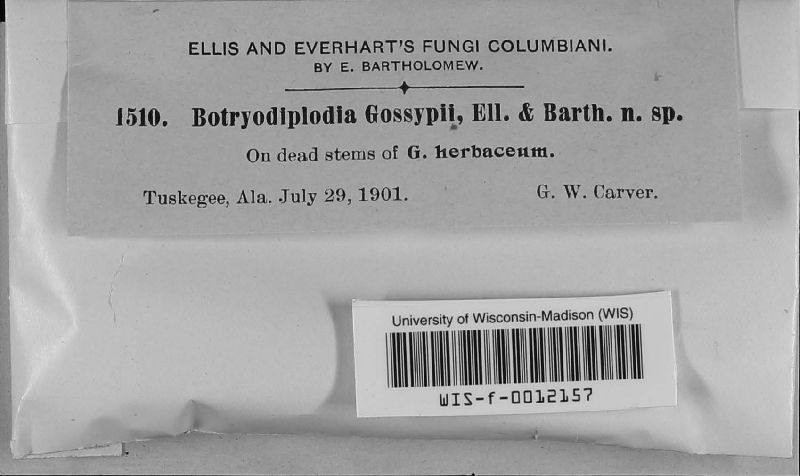 ELLIS AND EVERHART'S FUNGI COLUMBIANI.
BY E. BARTHOLOMEW.
1510. Botryodiplodia Gossypii, Ell. & Barth. n. sp.
On dead stems of G. herbaceum.
Tuskegee, Ala. July 29, 1901. G. W. Carver.
University of Wisconsin-Madison (WIS)
WIS-f-0012157